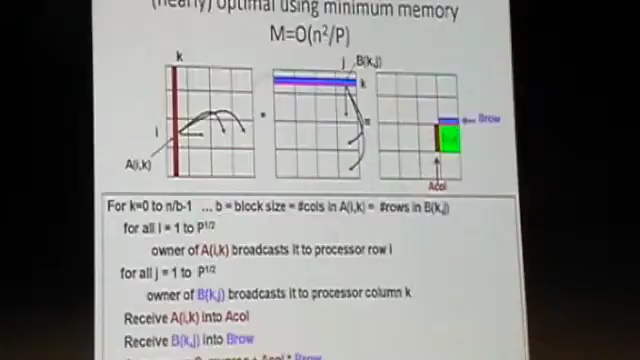 (nearly) optimal using minimum memory
M=O(n²/P)
k
j
B(k,j)
k
I
*
=
Brow
A(i,k)
Acol
For k=0 to n/b-1 ... b = block size = #cols in A(i,k) = #rows in B(k,j)
for all I = 1 to P^1/2
owner of A(i,k) broadcasts it to processor row I
for all j = 1 to P^1/2
owner of B(k,j) broadcasts it to processor column k
Receive A(i,k) into Acol
Receive B(k,j) into Brow